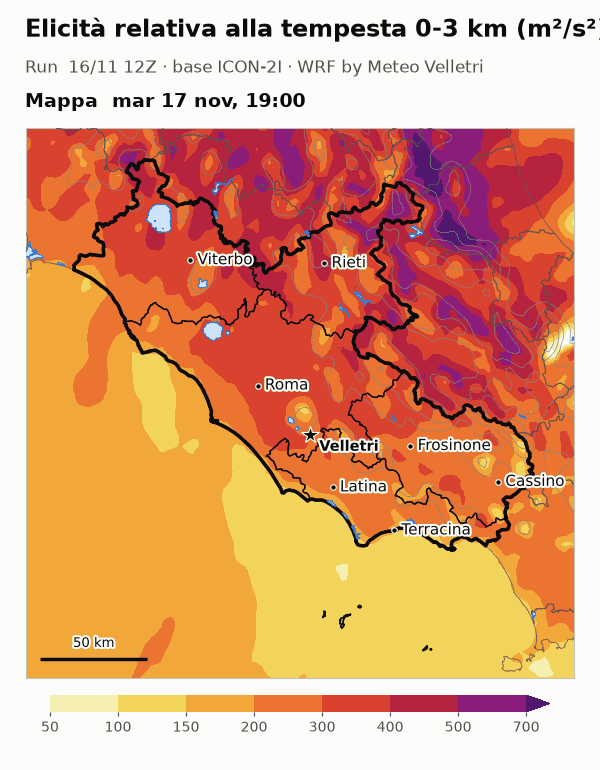 Elicità relativa alla tempesta 0-3 km (m²/s²)
Run 16/11 12Z · base ICON-2I · WRF by Meteo Velletri
Mappa mar 17 nov, 19:00
Viterbo
Rieti
Roma
Velletri
Frosinone
Latina
Cassino
Terracina
50 km
50 100 150 200 300 400 500 700